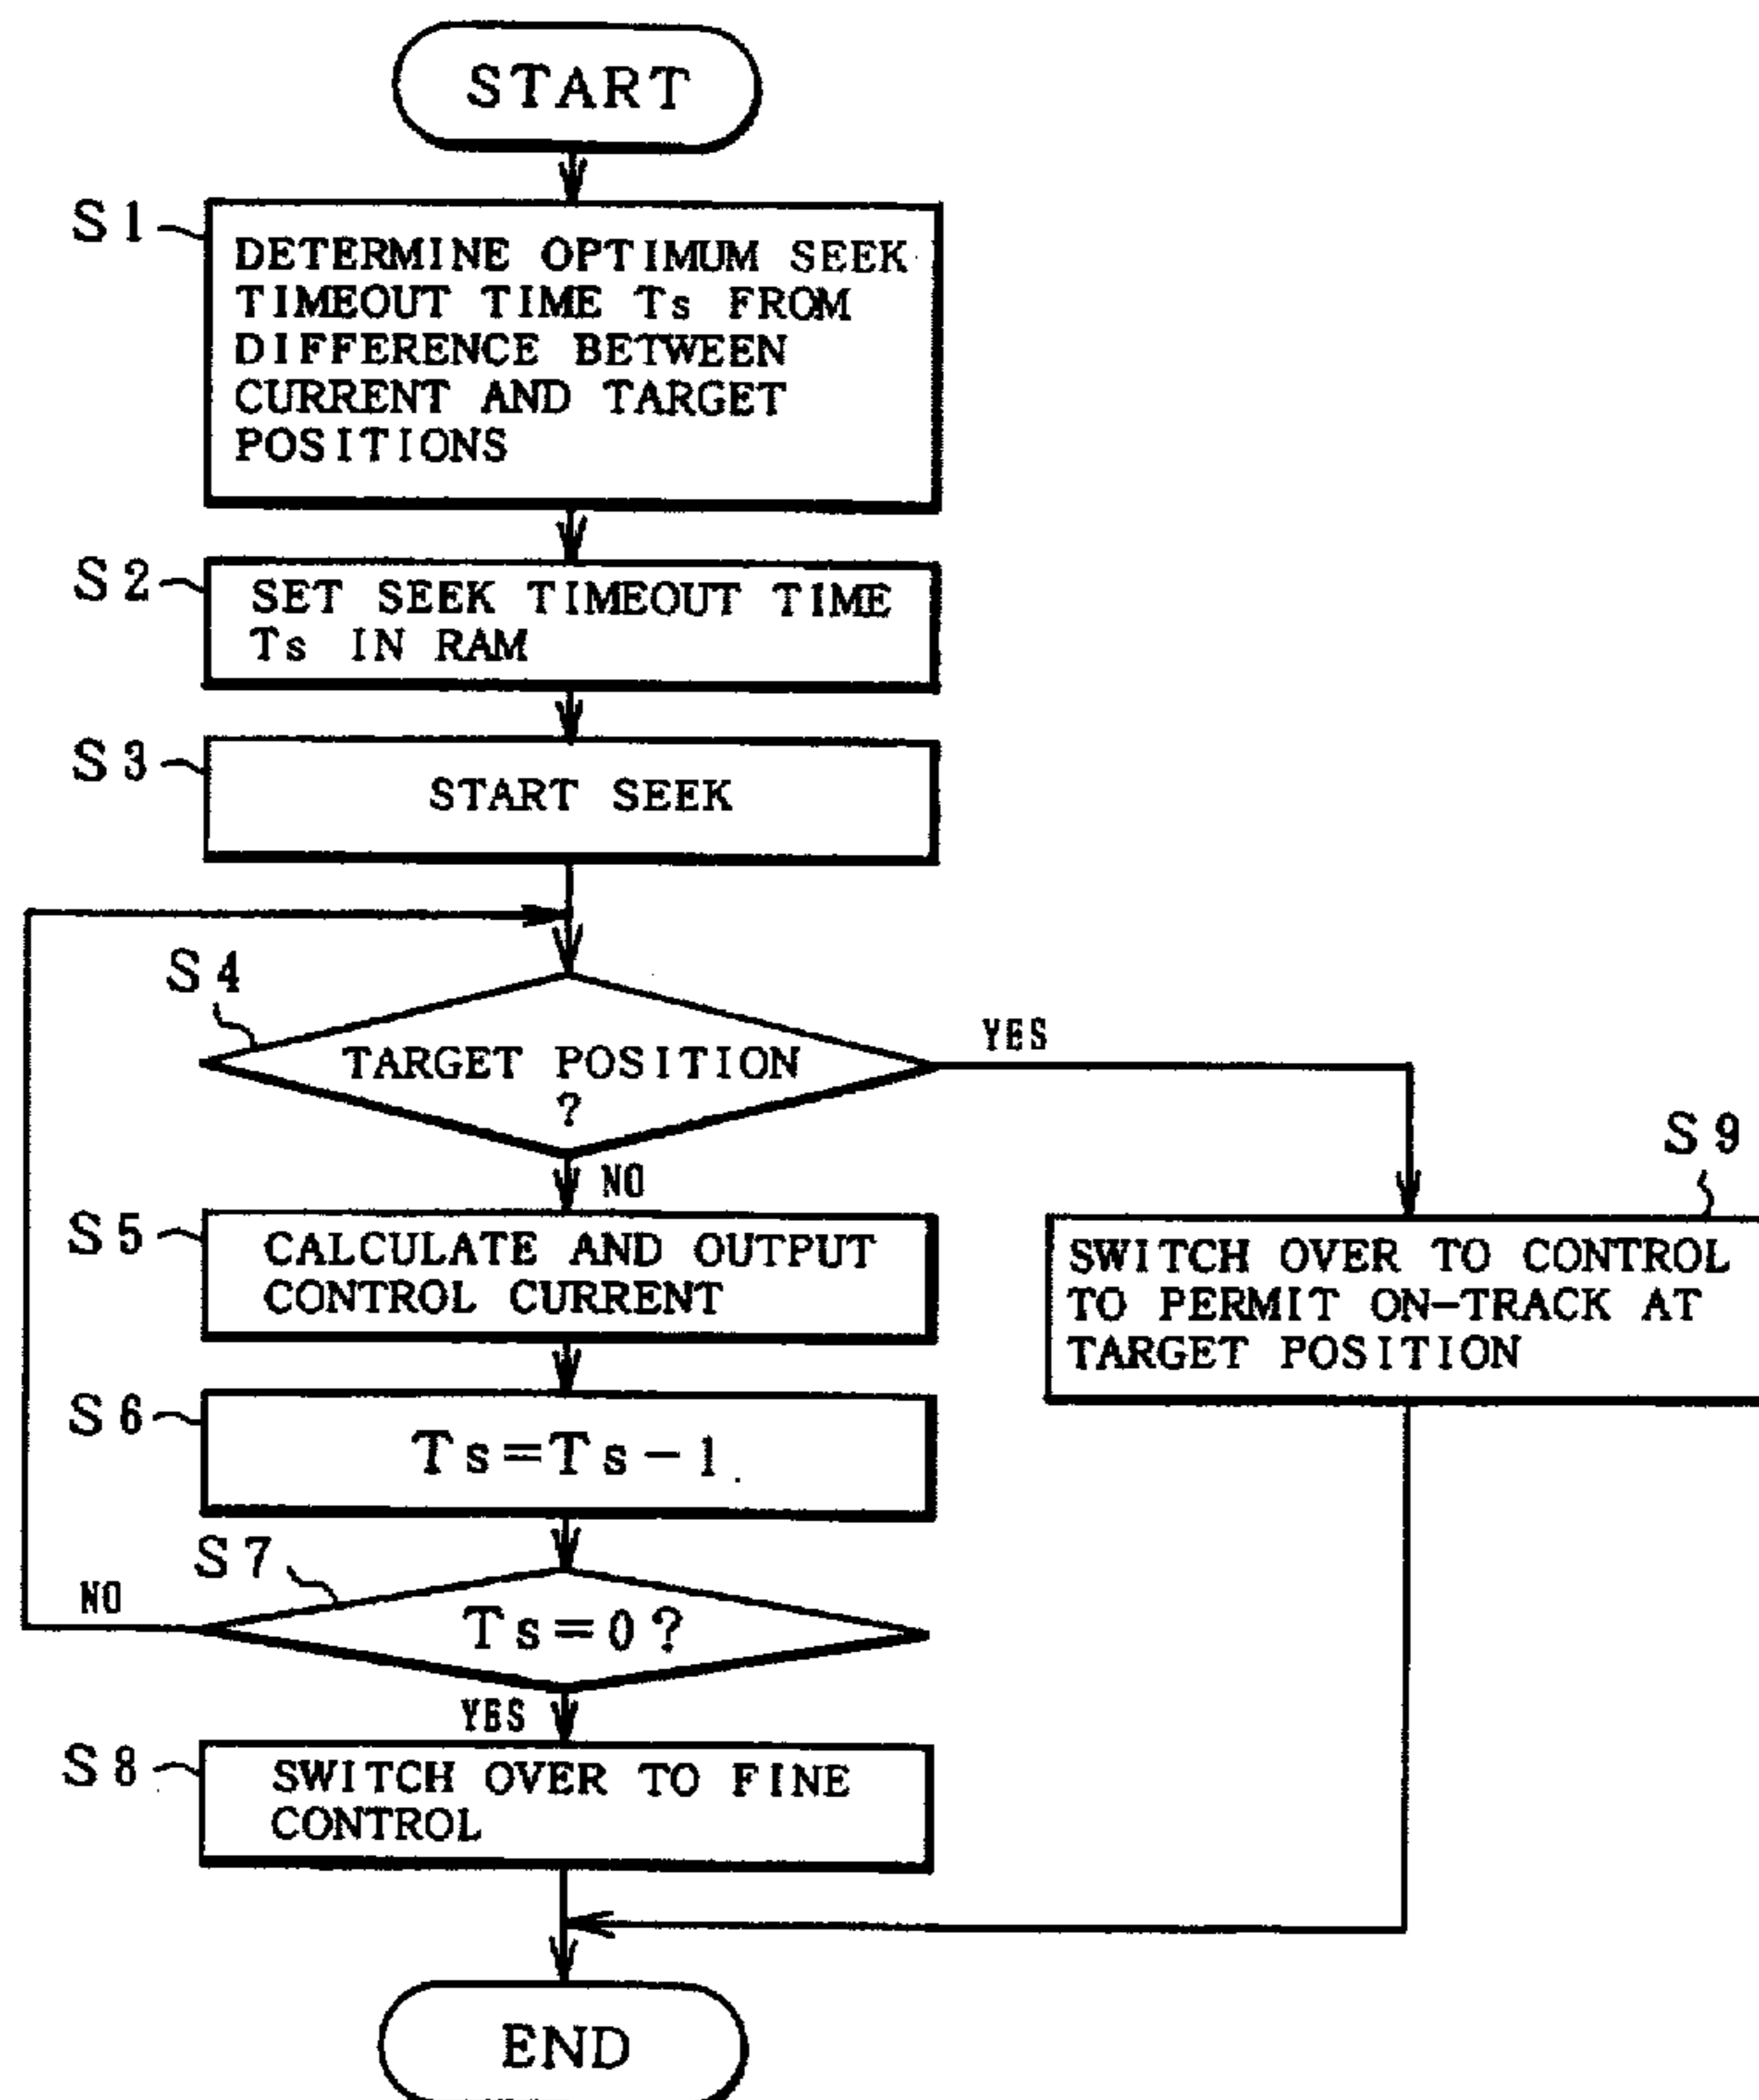 START
S1
DETERMINE OPTIMUM SEEK
TIMEOUT TIME Ts FROM
DIFFERENCE BETWEEN
CURRENT AND TARGET
POSITIONS
S2
SET SEEK TIMEOUT TIME
Ts IN RAM
S3
START SEEK
S4
TARGET POSITION
?
YES
NO
S5
CALCULATE AND OUTPUT
CONTROL CURRENT
S9
SWITCH OVER TO CONTROL
TO PERMIT ON-TRACK AT
TARGET POSITION
S6
Ts=Ts-1
S7
NO
Ts=0?
YES
S8
SWITCH OVER TO FINE
CONTROL
END